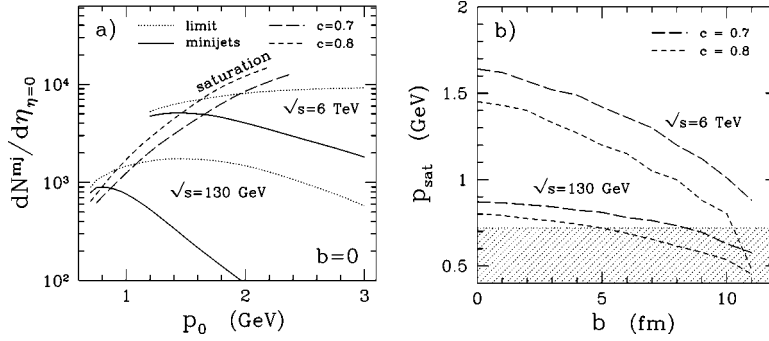 a)
limit
minijets
c=0.7
c=0.8
saturation
√s=6 TeV
√s=130 GeV
b=0
dN^mj/dη_η=0
10^4
10^3
10^2
1
2
3
p_0 (GeV)
b)
c = 0.7
c = 0.8
√s=6 TeV
√s=130 GeV
p_sat (GeV)
2
1.5
1
0.5
0
5
10
b (fm)